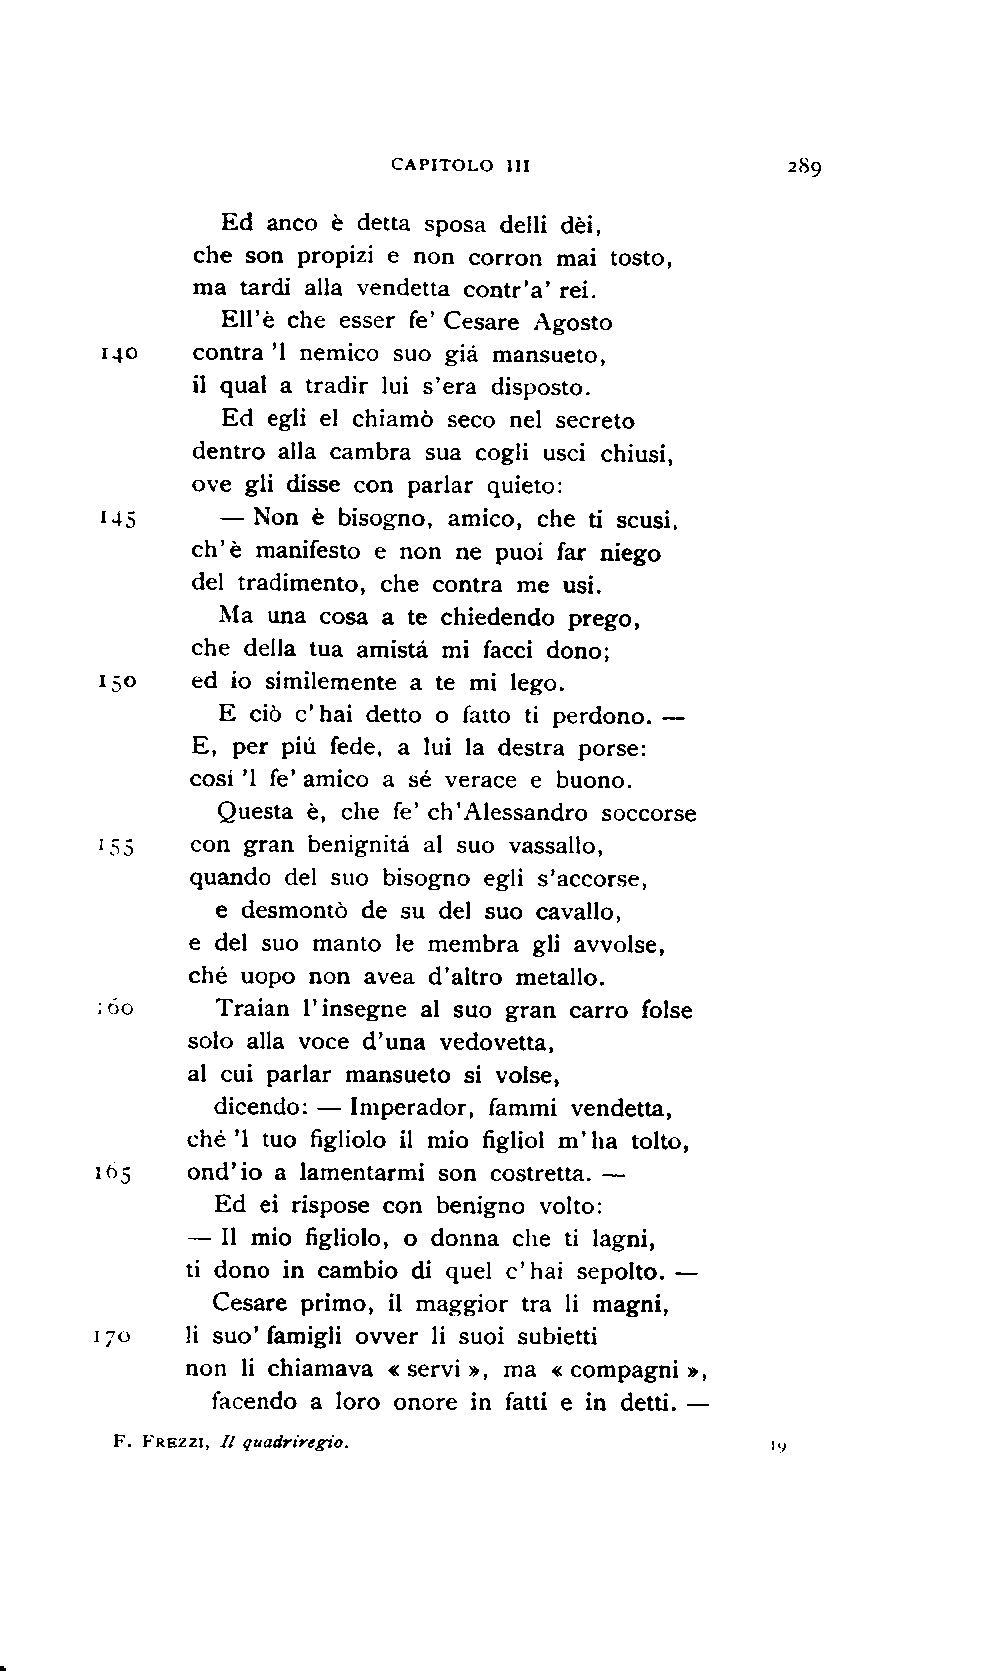 CAPITOLO III 289
Ed anco è detta sposa delli dèi,
che son propizi e non corron mai tosto,
ma tardi alla vendetta contr'a' rei.
Ell'è che esser fe' Cesare Agosto
140 contra 'l nemico suo giá mansueto,
il qual a tradir lui s'era disposto.
Ed egli el chiamò seco nel secreto
dentro alla cambra sua cogli usci chiusi,
ove gli disse con parlar quieto:
145 — Non è bisogno, amico, che ti scusi,
ch'è manifesto e non ne puoi far niego
del tradimento, che contra me usi.
Ma una cosa a te chiedendo prego,
che della tua amistá mi facci dono;
150 ed io similemente a te mi lego.
E ciò c'hai detto o fatto ti perdono. —
E, per piú fede, a lui la destra porse:
cosí 'l fe' amico a sé verace e buono.
Questa è, che fe' ch'Alessandro soccorse
155 con gran benignitá al suo vassallo,
quando del suo bisogno egli s'accorse,
e desmontò de su del suo cavallo,
e del suo manto le membra gli avvolse,
ché uopo non avea d'altro metallo.
160 Traian l'insegne al suo gran carro folse
solo alla voce d'una vedovetta,
al cui parlar mansueto si volse,
dicendo: — Imperador, fammi vendetta,
ché 'l tuo figliolo il mio figliol m'ha tolto,
165 ond'io a lamentarmi son costretta. —
Ed ei rispose con benigno volto:
— Il mio figliolo, o donna che ti lagni,
ti dono in cambio di quel c'hai sepolto. —
Cesare primo, il maggior tra li magni,
170 li suo' famigli ovver li suoi subietti
non li chiamava « servi », ma « compagni »,
facendo a loro onore in fatti e in detti. —
F. FREZZI, Il quadriregio. 19